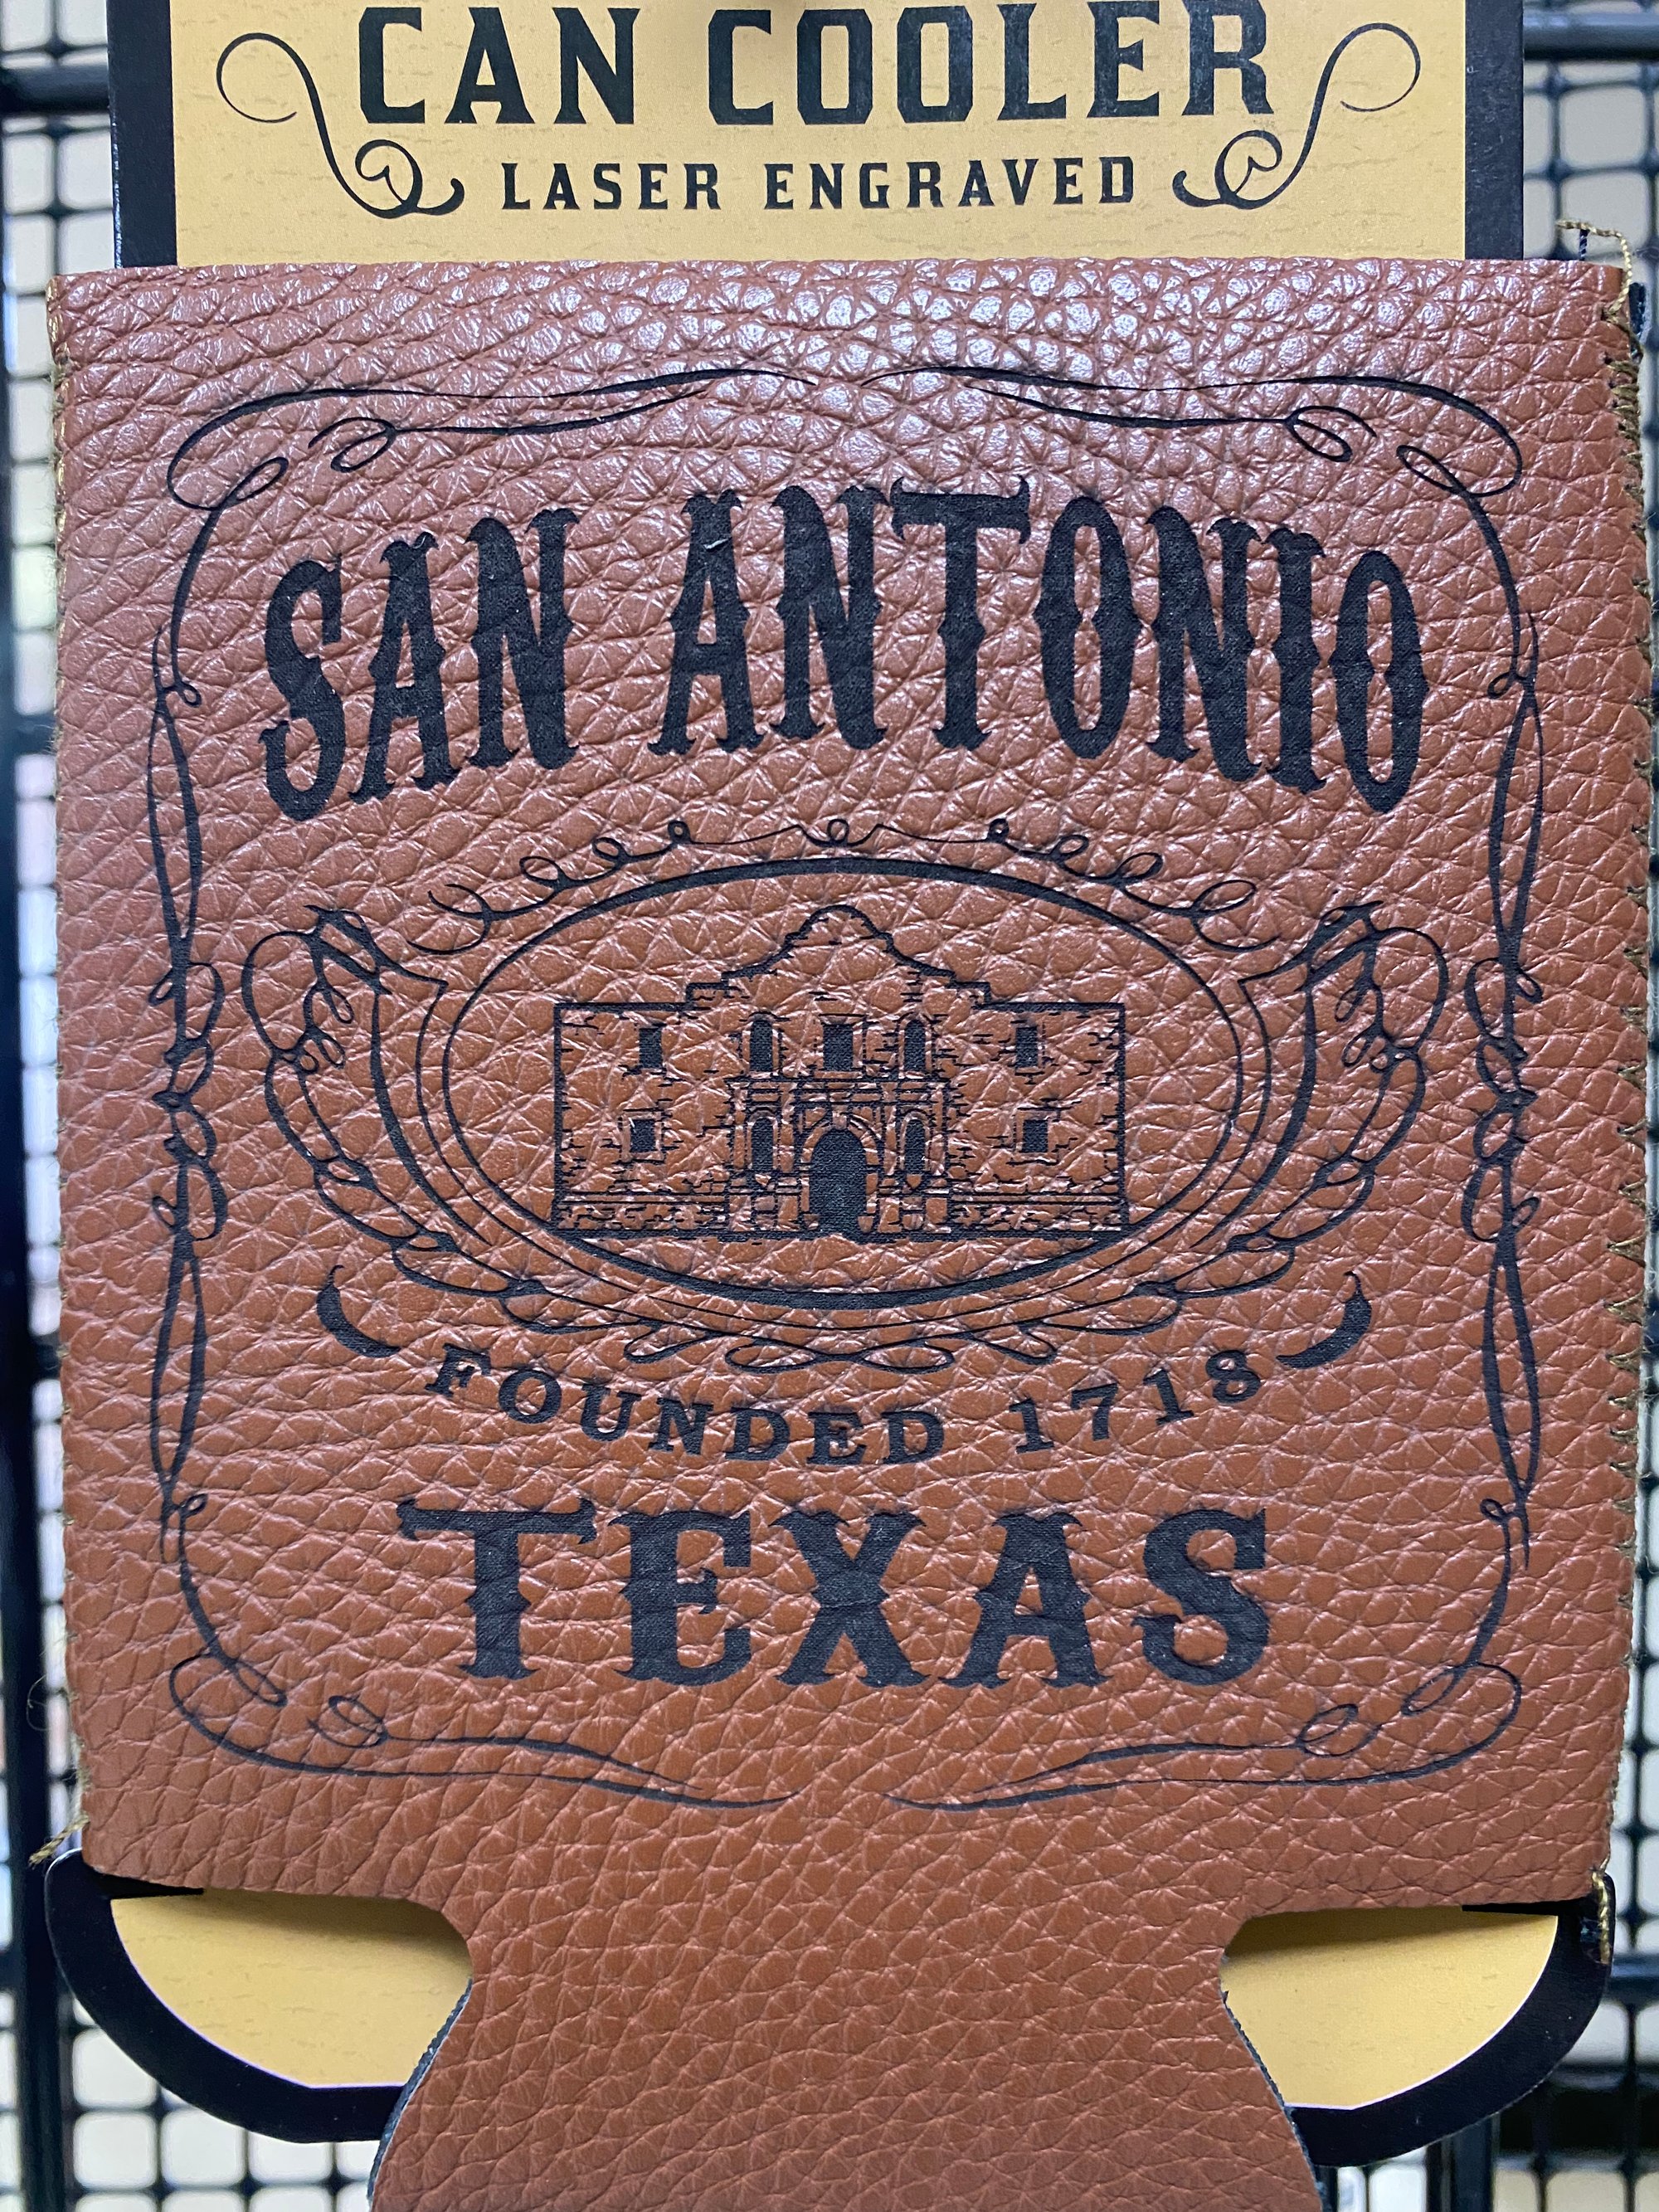 CAN COOLER
LASER ENGRAVED
SAN ANTONIO
FOUNDED 1718
TEXAS